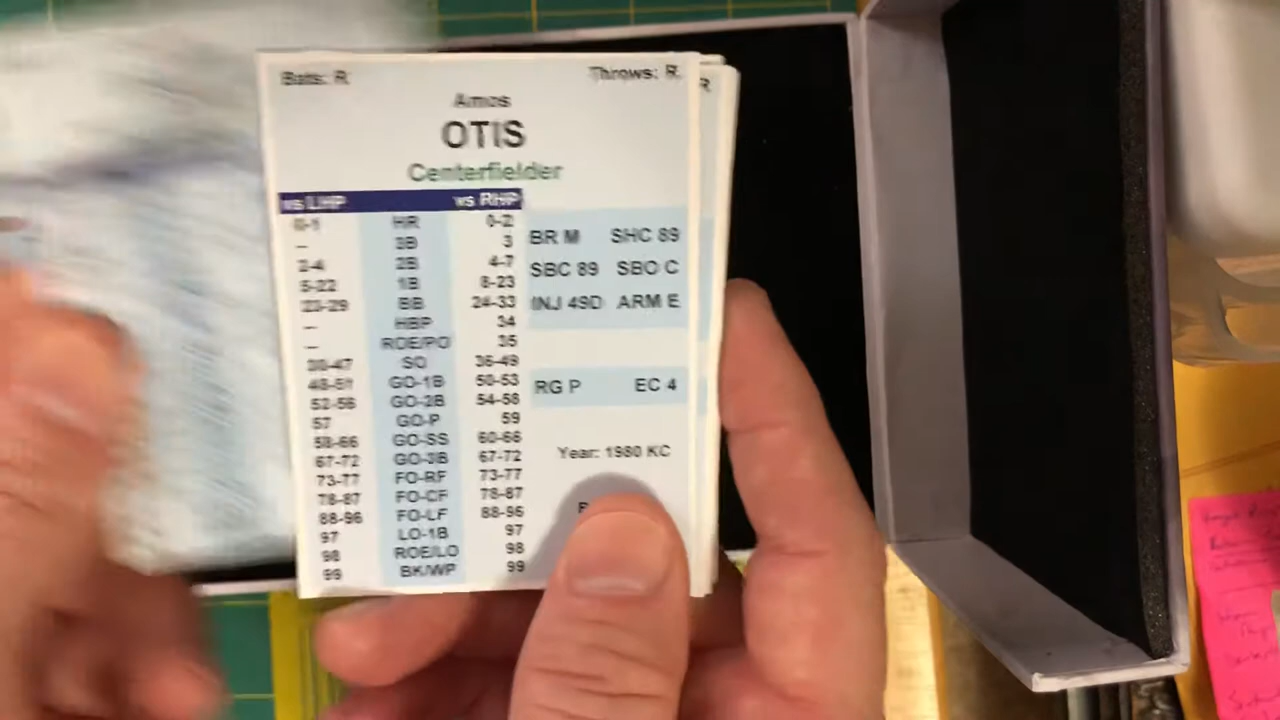 Bats: R Throws: R
Amos
OTIS
Centerfielder
vs LHP vs RHP
0-1 HR 0-2
– 3B 3
2-4 2B 4-7
5-22 1B 8-23
23-29 BB 24-33
– HBP 34
– ROE/PO 35
30-47 SO 36-49
48-51 GO-1B 50-53
52-56 GO-2B 54-58
57 GO-P 59
58-66 GO-SS 60-66
67-72 GO-3B 67-72
73-77 FO-RF 73-77
78-87 FO-CF 78-87
88-96 FO-LF 88-96
97 LO-1B 97
98 ROE/LO 98
99 BK/WP 99
BR M SHC 89
SBC 89 SBO C
INJ 49D ARM E
RG P EC 4
Year: 1980 KC
R